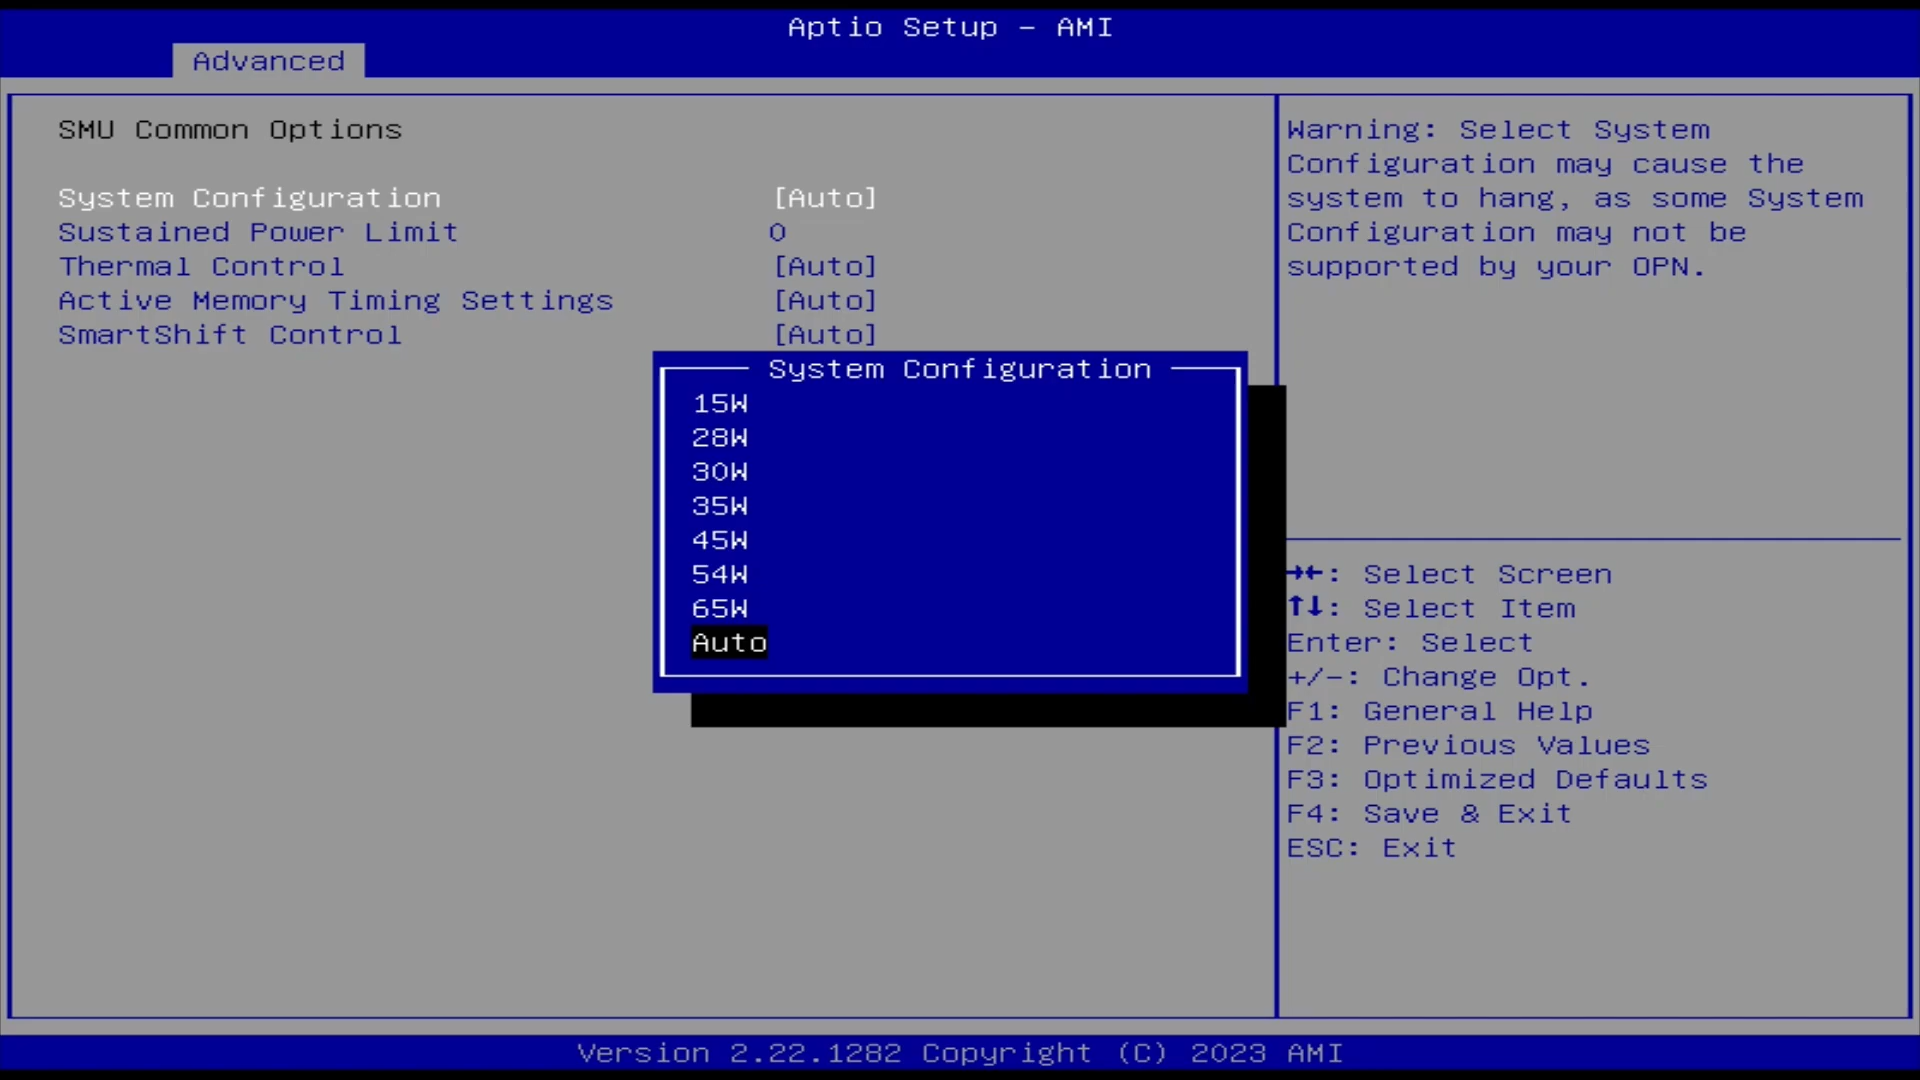 Aptio Setup – AMI
Advanced
SMU Common Options
System Configuration [Auto]
Sustained Power Limit 0
Thermal Control [Auto]
Active Memory Timing Settings [Auto]
SmartShift Control [Auto]
System Configuration
15W
28W
30W
35W
45W
54W
65W
Auto
Warning: Select System
Configuration may cause the
system to hang, as some System
Configuration may not be
supported by your OPN.
→←: Select Screen
↑↓: Select Item
Enter: Select
+/-: Change Opt.
F1: General Help
F2: Previous Values
F3: Optimized Defaults
F4: Save & Exit
ESC: Exit
Version 2.22.1282 Copyright (C) 2023 AMI